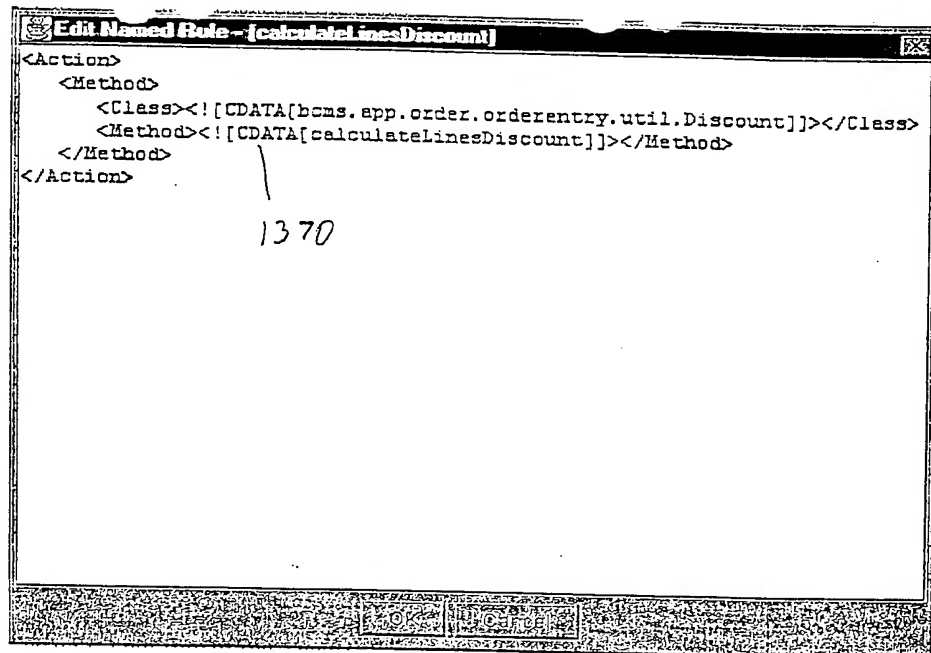 Edit Named Rule - [calculateLinesDiscount]
<Action>
<Method>
<Class><![CDATA[bcms.app.order.orderentry.util.Discount]]></Class>
<Method><![CDATA[calculateLinesDiscount]]></Method>
</Method>
</Action>
1370
OK Cancel